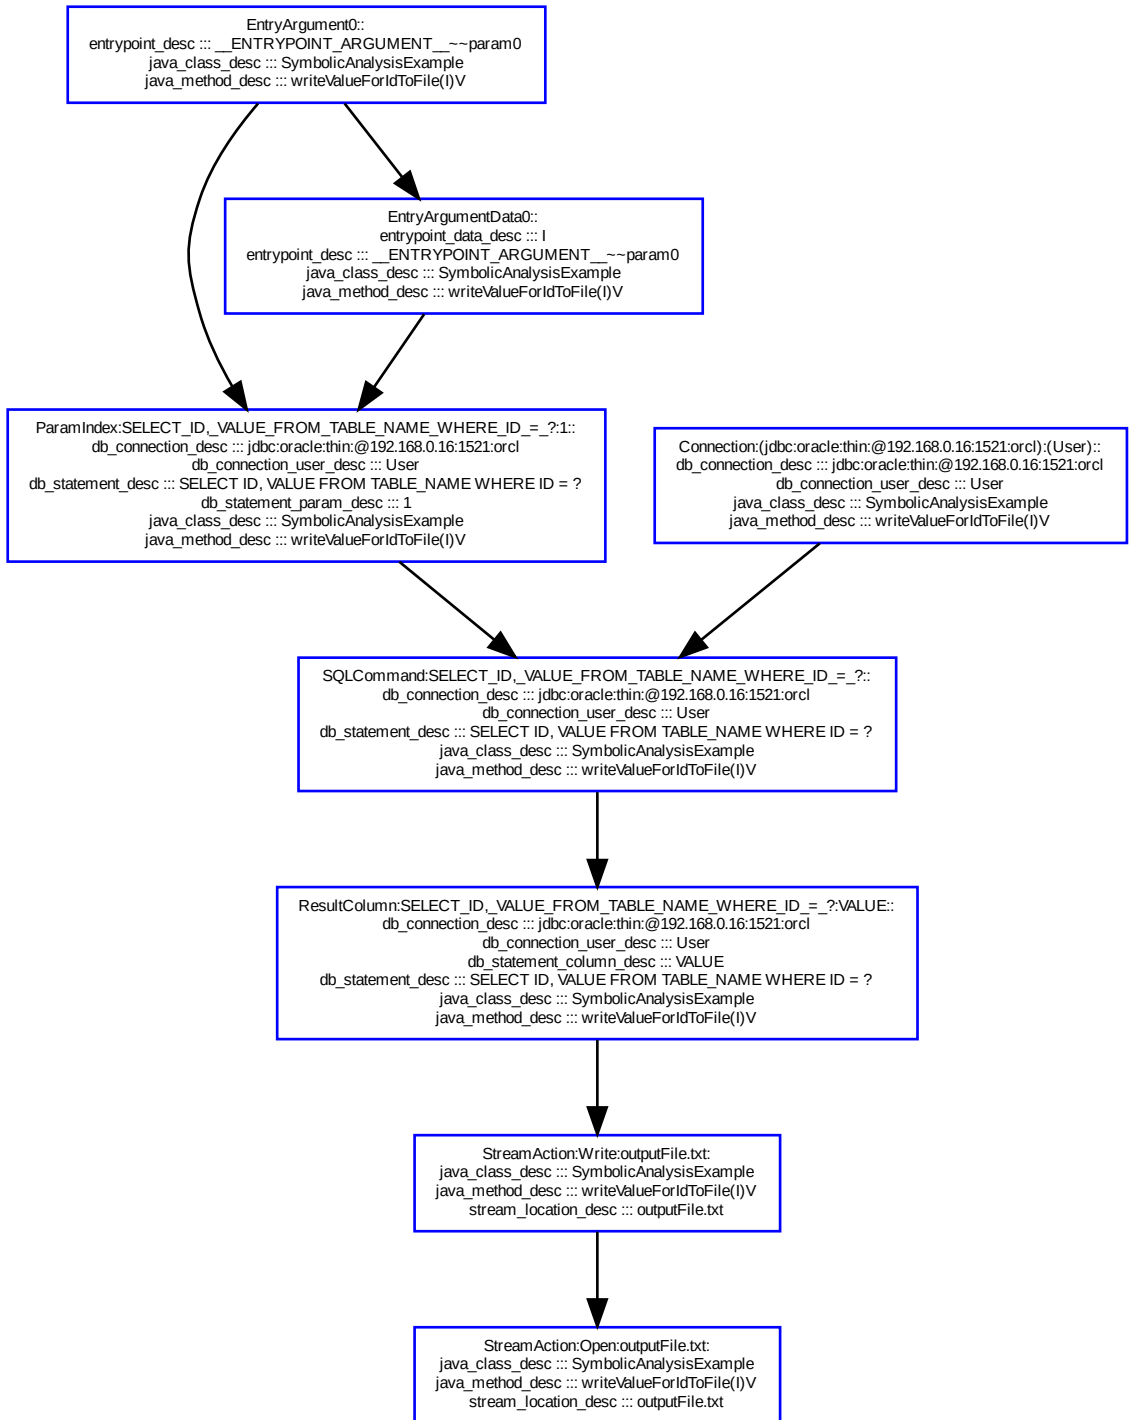 EntryArgument0::
entrypoint_desc ::: __ENTRYPOINT_ARGUMENT__~~param0
java_class_desc ::: SymbolicAnalysisExample
java_method_desc ::: writeValueForIdToFile(I)V
EntryArgumentData0::
entrypoint_data_desc ::: I
entrypoint_desc ::: __ENTRYPOINT_ARGUMENT__~~param0
java_class_desc ::: SymbolicAnalysisExample
java_method_desc ::: writeValueForIdToFile(I)V
ParamIndex:SELECT_ID,_VALUE_FROM_TABLE_NAME_WHERE_ID_=_?:1::
db_connection_desc ::: jdbc:oracle:thin:@192.168.0.16:1521:orcl
db_connection_user_desc ::: User
db_statement_desc ::: SELECT ID, VALUE FROM TABLE_NAME WHERE ID = ?
db_statement_param_desc ::: 1
java_class_desc ::: SymbolicAnalysisExample
java_method_desc ::: writeValueForIdToFile(I)V
Connection:(jdbc:oracle:thin:@192.168.0.16:1521:orcl):(User)::
db_connection_desc ::: jdbc:oracle:thin:@192.168.0.16:1521:orcl
db_connection_user_desc ::: User
java_class_desc ::: SymbolicAnalysisExample
java_method_desc ::: writeValueForIdToFile(I)V
SQLCommand:SELECT_ID,_VALUE_FROM_TABLE_NAME_WHERE_ID_=_?::
db_connection_desc ::: jdbc:oracle:thin:@192.168.0.16:1521:orcl
db_connection_user_desc ::: User
db_statement_desc ::: SELECT ID, VALUE FROM TABLE_NAME WHERE ID = ?
java_class_desc ::: SymbolicAnalysisExample
java_method_desc ::: writeValueForIdToFile(I)V
ResultColumn:SELECT_ID,_VALUE_FROM_TABLE_NAME_WHERE_ID_=_?:VALUE::
db_connection_desc ::: jdbc:oracle:thin:@192.168.0.16:1521:orcl
db_connection_user_desc ::: User
db_statement_column_desc ::: VALUE
db_statement_desc ::: SELECT ID, VALUE FROM TABLE_NAME WHERE ID = ?
java_class_desc ::: SymbolicAnalysisExample
java_method_desc ::: writeValueForIdToFile(I)V
StreamAction:Write:outputFile.txt:
java_class_desc ::: SymbolicAnalysisExample
java_method_desc ::: writeValueForIdToFile(I)V
stream_location_desc ::: outputFile.txt
StreamAction:Open:outputFile.txt:
java_class_desc ::: SymbolicAnalysisExample
java_method_desc ::: writeValueForIdToFile(I)V
stream_location_desc ::: outputFile.txt